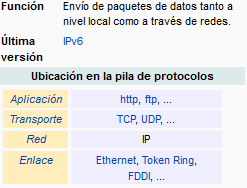 Función Envío de paquetes de datos tanto a
nivel local como a través de redes.
Última IPv6
versión
Ubicación en la pila de protocolos
Aplicación http, ftp, ...
Transporte TCP, UDP, ...
Red IP
Enlace Ethernet, Token Ring,
FDDI, ...